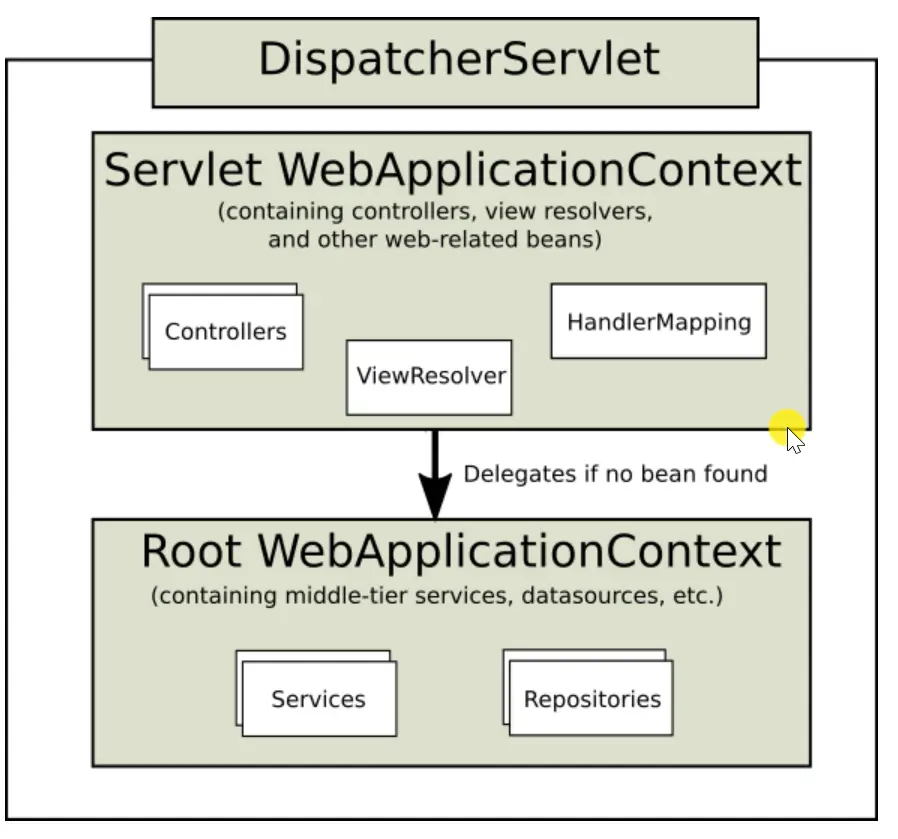 DispatcherServlet
Servlet WebApplicationContext
(containing controllers, view resolvers,
and other web-related beans)
Controllers
HandlerMapping
ViewResolver
Delegates if no bean found
Root WebApplicationContext
(containing middle-tier services, datasources, etc.)
Services
Repositories